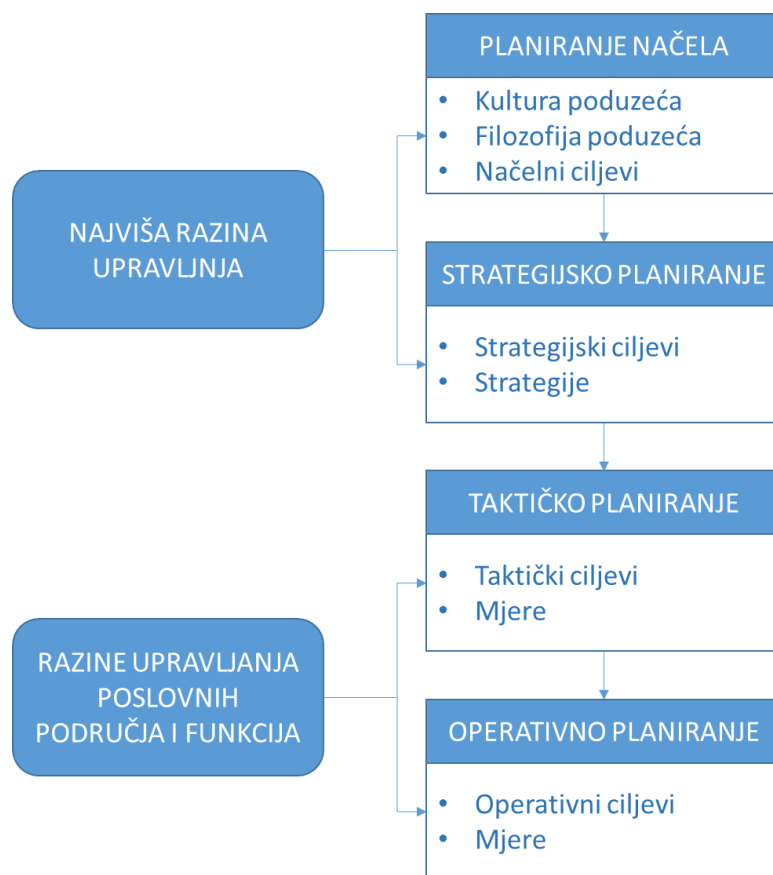 PLANIRANJE NAČELA
• Kultura poduzeća
• Filozofija poduzeća
• Načelni ciljevi
NAJVIŠA RAZINA
UPRAVLJNJA
STRATEGIJSKO PLANIRANJE
• Strategijski ciljevi
• Strategije
TAKTIČKO PLANIRANJE
• Taktički ciljevi
• Mjere
RAZINE UPRAVLJANJA
POSLOVNIH
PODRUČJA I FUNKCIJA
OPERATIVNO PLANIRANJE
• Operativni ciljevi
• Mjere